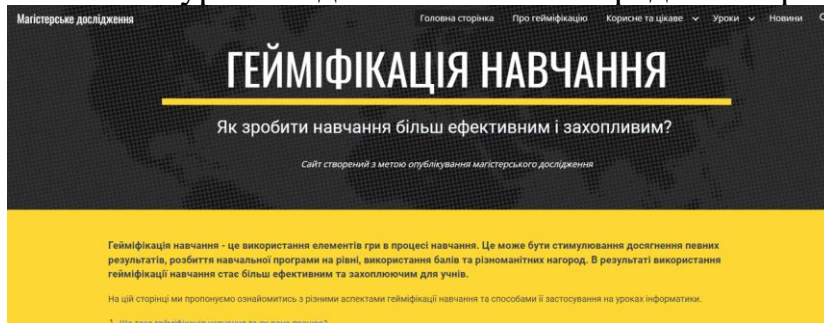 Магістерське дослідження
Головна сторінка Про гейміфікацію Корисне та цікаве Уроки Новини
ГЕЙМІФІКАЦІЯ НАВЧАННЯ
Як зробити навчання більш ефективним і захопливим?
Сайт створений з метою опублікування магістерського дослідження
Гейміфікація навчання - це використання елементів гри в процесі навчання. Це може бути стимулювання досягнення певних
результатів, розбиття навчальної програми на рівні, використання балів та різноманітних нагород. В результаті використання
гейміфікації навчання стає більш ефективним та захоплюючим для учнів.
На цій сторінці ми пропонуємо ознайомитись з різними аспектами гейміфікації навчання та способами її застосування на уроках інформатики.